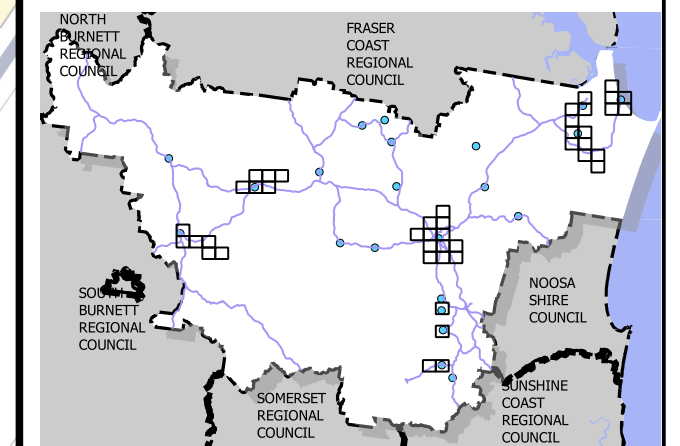 NORTH
BURNETT
REGIONAL
COUNCIL
FRASER
COAST
REGIONAL
COUNCIL
SOUTH
BURNETT
REGIONAL
COUNCIL
NOOSA
SHIRE
COUNCIL
SOMERSET
REGIONAL
COUNCIL
SUNSHINE
COAST
REGIONAL
COUNCIL